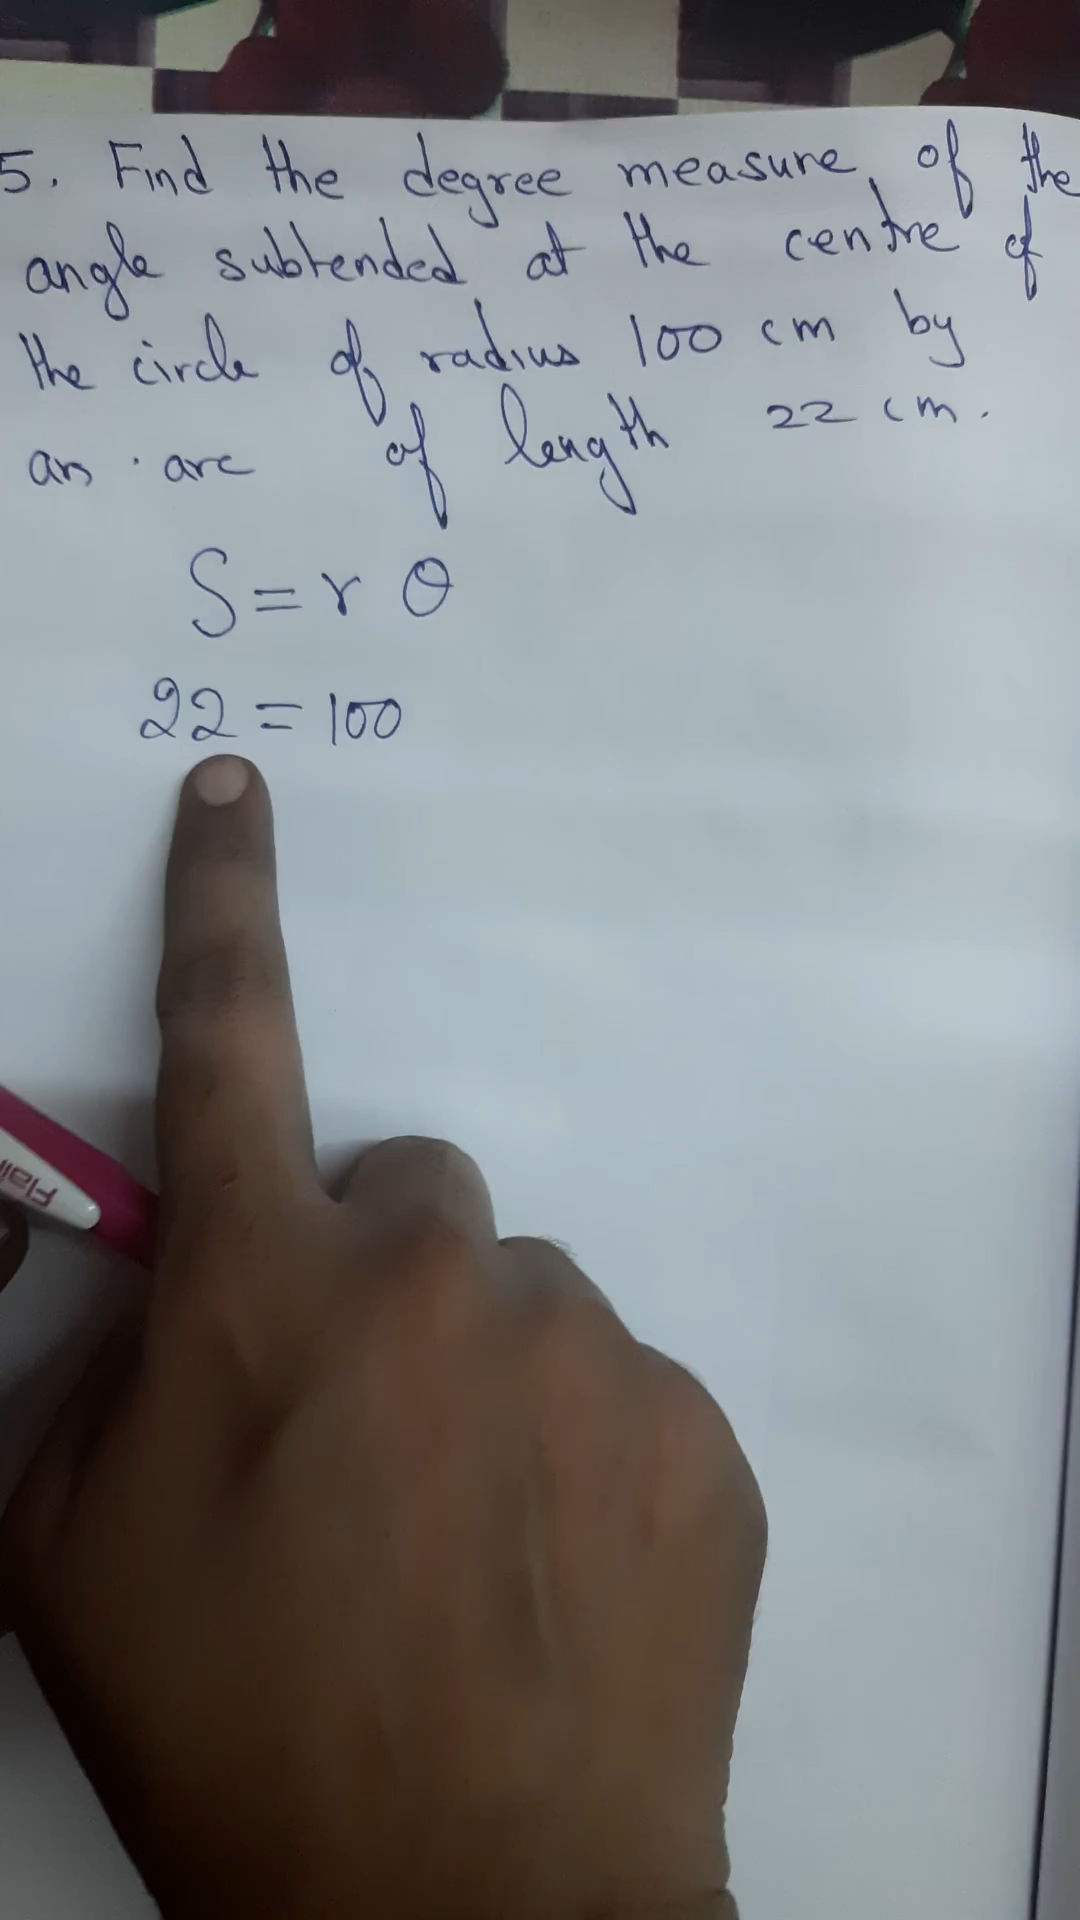 5. Find the degree measure, of the
angle subtended at the centre of
the circle of radius 100 cm by
an arc of length 22 cm.
S = r θ
22 = 100
Flair